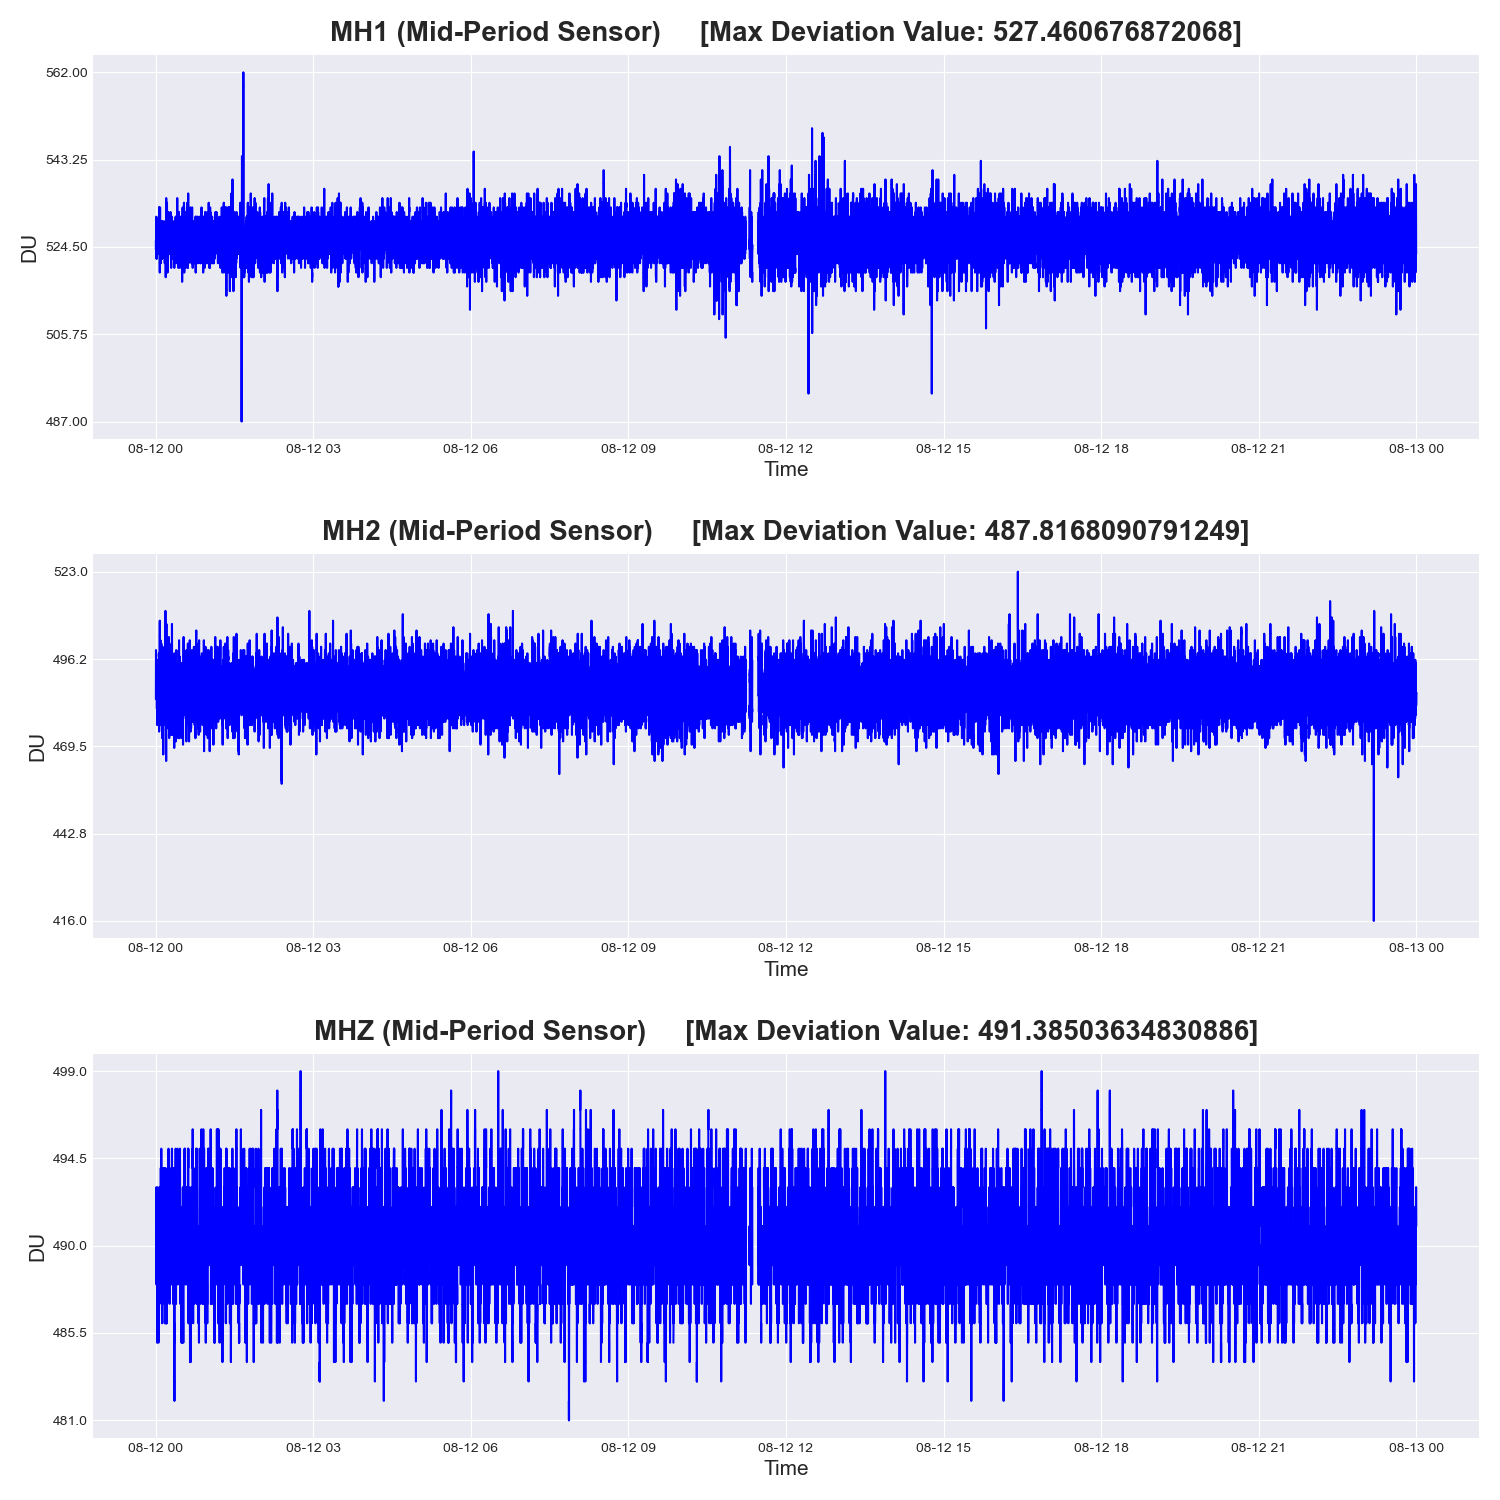 MH1 (Mid-Period Sensor) [Max Deviation Value: 527.460676872068]
562.00
543.25
524.50
505.75
487.00
DU
08-12 00 08-12 03 08-12 06 08-12 09 08-12 12 08-12 15 08-12 18 08-12 21 08-13 00
Time
MH2 (Mid-Period Sensor) [Max Deviation Value: 487.8168090791249]
523.0
496.2
469.5
442.8
416.0
DU
08-12 00 08-12 03 08-12 06 08-12 09 08-12 12 08-12 15 08-12 18 08-12 21 08-13 00
Time
MHZ (Mid-Period Sensor) [Max Deviation Value: 491.38503634830886]
499.0
494.5
490.0
485.5
481.0
DU
08-12 00 08-12 03 08-12 06 08-12 09 08-12 12 08-12 15 08-12 18 08-12 21 08-13 00
Time